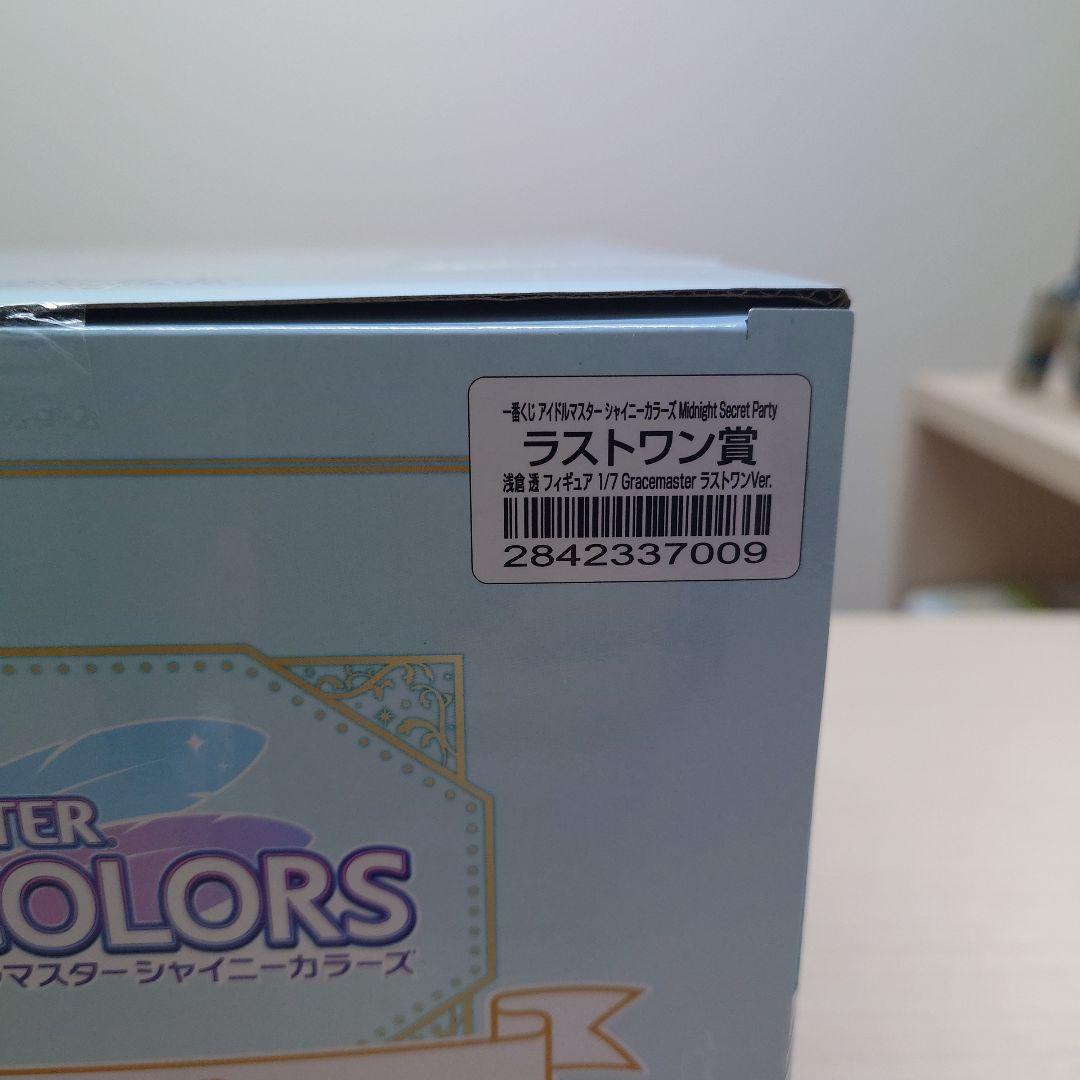 一番くじ アイドルマスター シャイニーカラーズ Midnight Secret Party
ラストワン賞
浅倉 透 フィギュア 1/7 Gracemaster ラストワンVer.
2842337009
TER
COLORS
ルマスター シャイニーカラーズ